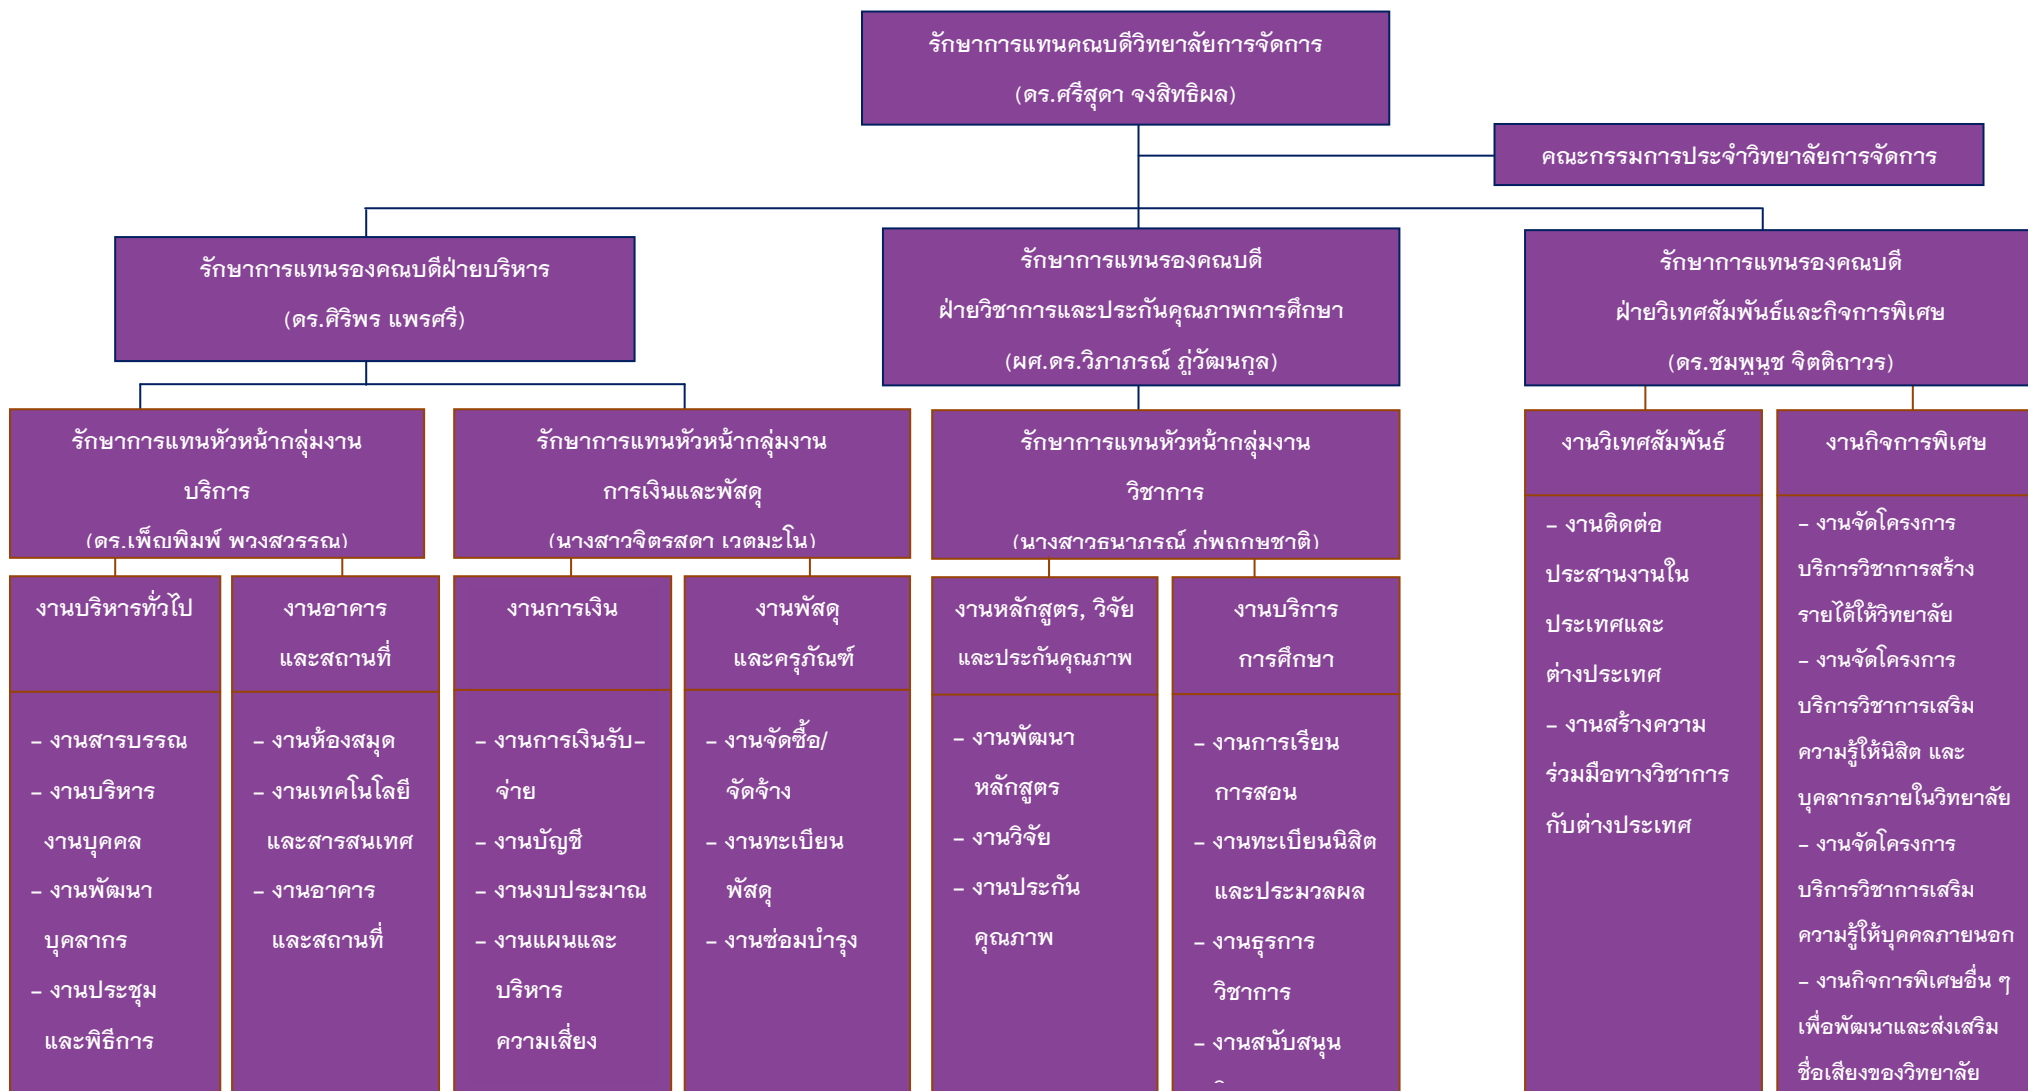 รักษาการแทนคณบดีวิทยาลัยการจัดการ
(ดร.ศรีสุดา จงสิทธิผล)
คณะกรรมการประจำวิทยาลัยการจัดการ
รักษาการแทนรองคณบดีฝ่ายบริหาร
(ดร.ศิริพร แพรศรี)
รักษาการแทนรองคณบดี
ฝ่ายวิชาการและประกันคุณภาพการศึกษา
(ผศ.ดร.วิภาภรณ์ ภู่วัฒนกุล)
รักษาการแทนรองคณบดี
ฝ่ายวิเทศสัมพันธ์และกิจการพิเศษ
(ดร.ชมพูนุช จิตติถาวร)
รักษาการแทนหัวหน้ากลุ่มงาน
บริการ
(ดร.เพ็ญพิมพ์ พวงสุวรรณ)
รักษาการแทนหัวหน้ากลุ่มงาน
การเงินและพัสดุ
(นางสาวจิตรสุดา เวตมะโน)
รักษาการแทนหัวหน้ากลุ่มงาน
วิชาการ
(นางสาวธนาภรณ์ ภู่พฤกษชาติ)
งานบริหารทั่วไป
– งานสารบรรณ
– งานบริหาร
งานบุคคล
– งานพัฒนา
บุคลากร
– งานประชุม
และพิธีการ
งานอาคาร
และสถานที่
– งานห้องสมุด
– งานเทคโนโลยี
และสารสนเทศ
– งานอาคาร
และสถานที่
งานการเงิน
– งานการเงินรับ–
จ่าย
– งานบัญชี
– งานงบประมาณ
– งานแผนและ
บริหาร
ความเสี่ยง
งานพัสดุ
และครุภัณฑ์
– งานจัดซื้อ/
จัดจ้าง
– งานทะเบียน
พัสดุ
– งานซ่อมบำรุง
งานหลักสูตร, วิจัย
และประกันคุณภาพ
– งานพัฒนา
หลักสูตร
– งานวิจัย
– งานประกัน
คุณภาพ
งานบริการ
การศึกษา
– งานการเรียน
การสอน
– งานทะเบียนนิสิต
และประมวลผล
– งานธุรการ
วิชาการ
– งานสนับสนุน
งานวิเทศสัมพันธ์
– งานติดต่อ
ประสานงานใน
ประเทศและ
ต่างประเทศ
– งานสร้างความ
ร่วมมือทางวิชาการ
กับต่างประเทศ
งานกิจการพิเศษ
– งานจัดโครงการ
บริการวิชาการสร้าง
รายได้ให้วิทยาลัย
– งานจัดโครงการ
บริการวิชาการเสริม
ความรู้ให้นิสิต และ
บุคลากรภายในวิทยาลัย
– งานจัดโครงการ
บริการวิชาการเสริม
ความรู้ให้บุคคลภายนอก
– งานกิจการพิเศษอื่น ๆ
เพื่อพัฒนาและส่งเสริม
ชื่อเสียงของวิทยาลัย